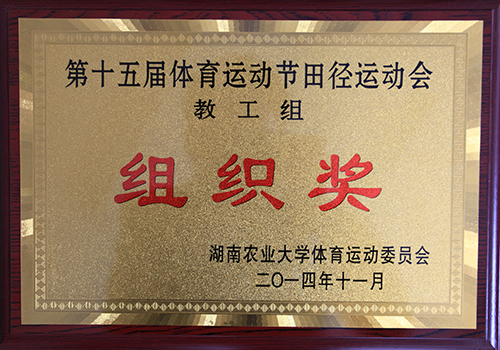 第十五届体育运动节田径运动会
教工组
组织奖
湖南农业大学体育运动委员会
二〇一四年十一月